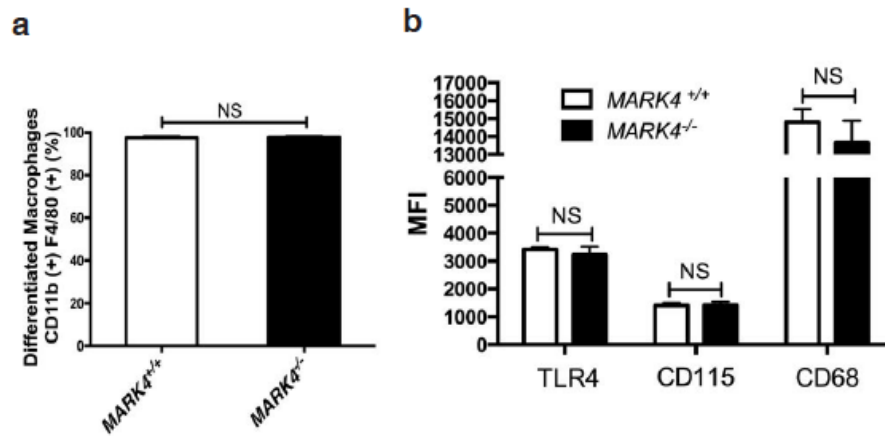 a
NS
Differentiated Macrophages
CD11b (+) F4/80 (+) (%)
100
80
60
40
20
0
MARK4+/+
MARK4-/-
b
MFI
17000
16000
15000
14000
13000
6000
5000
4000
3000
2000
1000
0
MARK4 +/+
MARK4-/-
NS
NS
NS
TLR4
CD115
CD68